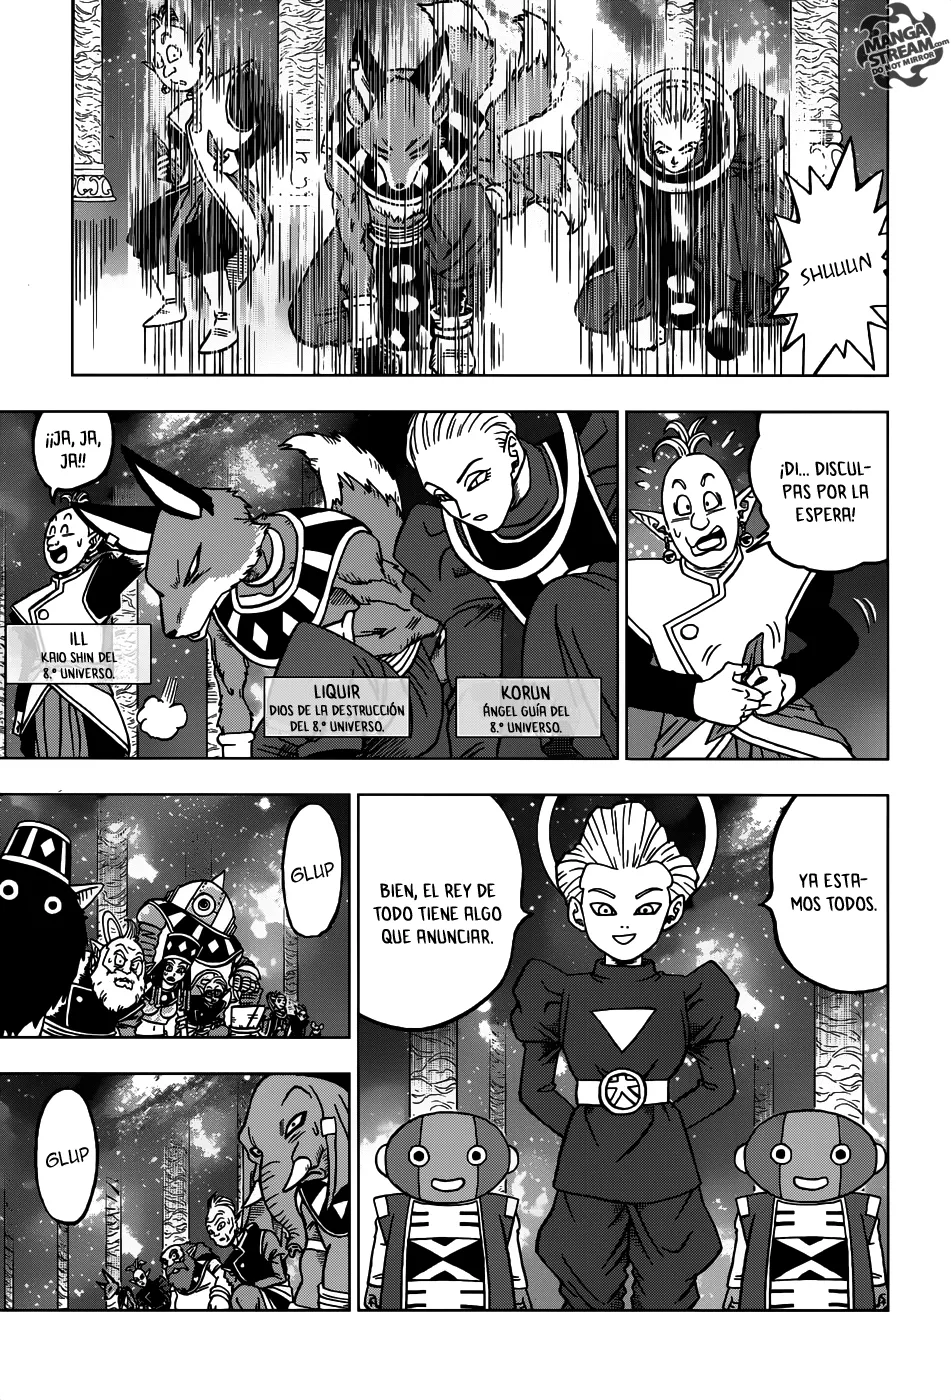 MANGA
STREAM.com
DO NOT MIRROR
SHUUUN
¡DI... DISCUL-
PAS POR LA
ESPERA!
¡¡JA, JA,
JA!!
KORUN
ÁNGEL GUÍA DEL
8.º UNIVERSO.
LIQUIR
DIOS DE LA DESTRUCCIÓN
DEL 8.º UNIVERSO.
ILL
KAIO SHIN DEL
8.º UNIVERSO.
YA ESTA-
MOS TODOS.
BIEN, EL REY DE
TODO TIENE ALGO
QUE ANUNCIAR.
大
GLUP
GLUP